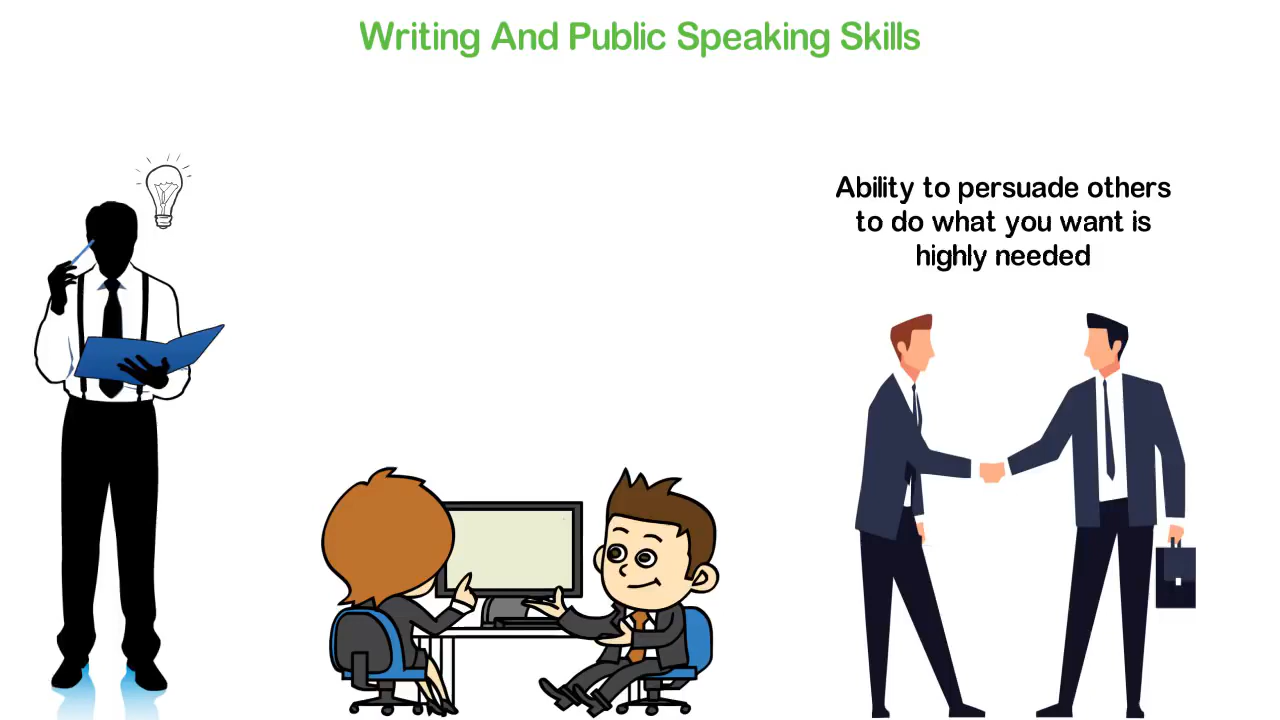 Writing And Public Speaking Skills
Ability to persuade others
to do what you want is
highly needed